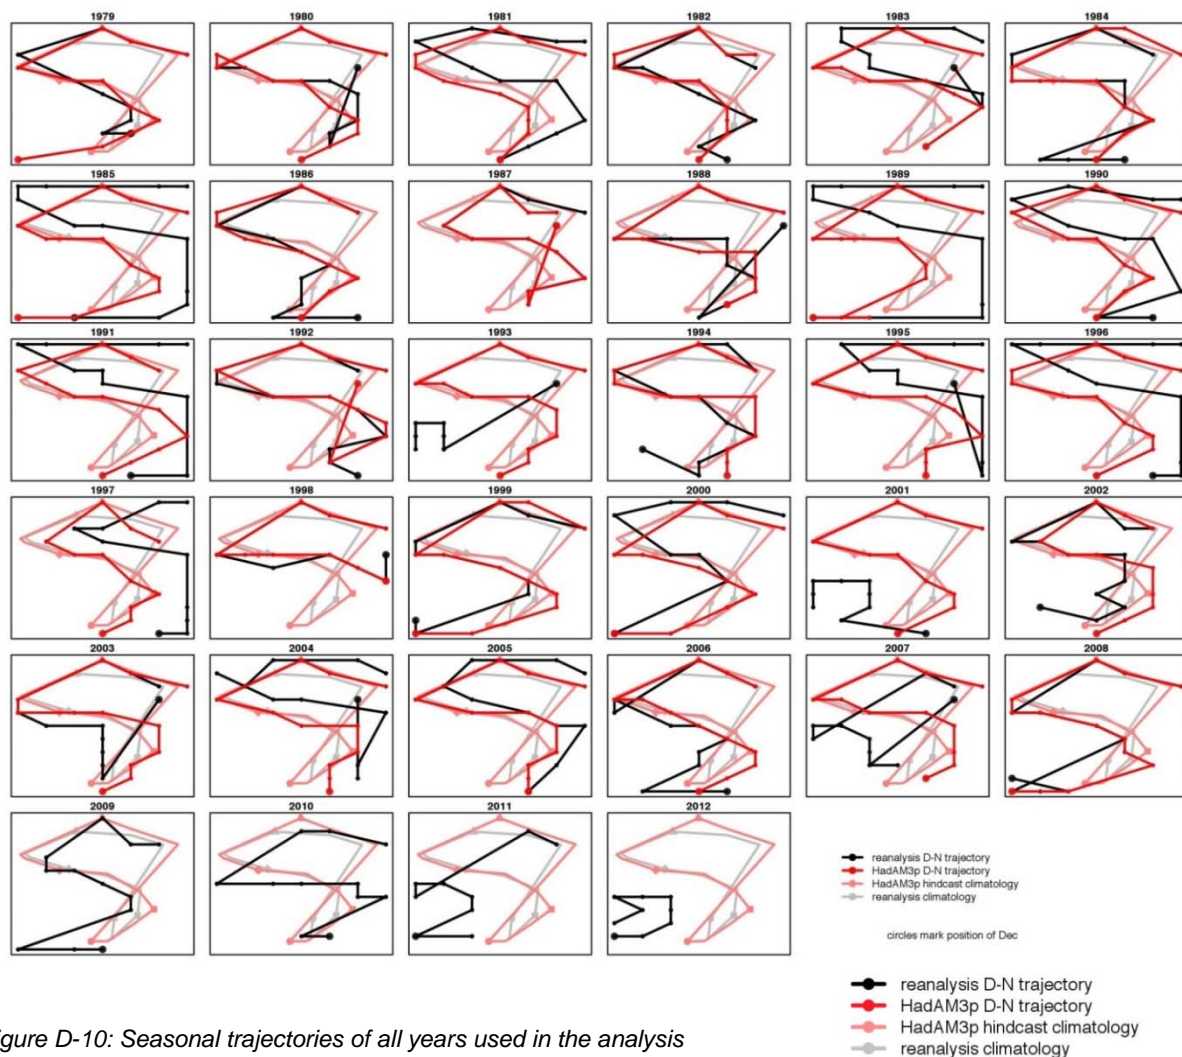 1979 1980 1981 1982 1983 1984
1985 1986 1987 1988 1989 1990
1991 1992 1993 1994 1995 1996
1997 1998 1999 2000 2001 2002
2003 2004 2005 2006 2007 2008
2009 2010 2011 2012
reanalysis D-N trajectory
HadAM3p D-N trajectory
HadAM3p hindcast climatology
reanalysis climatology
circles mark position of Dec
reanalysis D-N trajectory
HadAM3p D-N trajectory
HadAM3p hindcast climatology
reanalysis climatology
igure D-10: Seasonal trajectories of all years used in the analysis